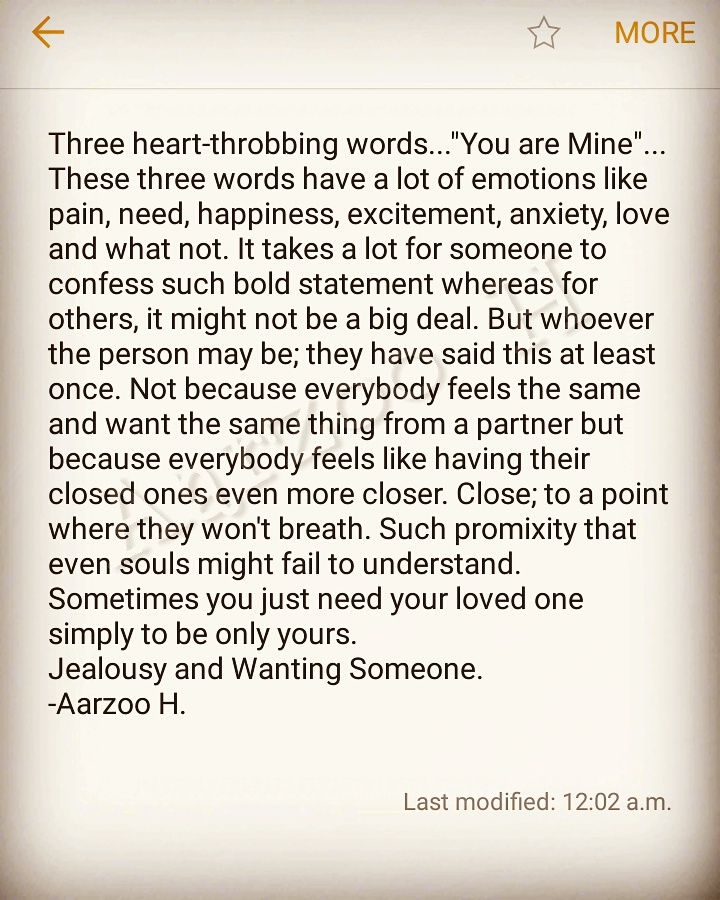 MORE
Three heart-throbbing words..."You are Mine"...
These three words have a lot of emotions like
pain, need, happiness, excitement, anxiety, love
and what not. It takes a lot for someone to
confess such bold statement whereas for
others, it might not be a big deal. But whoever
the person may be; they have said this at least
once. Not because everybody feels the same
and want the same thing from a partner but
because everybody feels like having their
closed ones even more closer. Close; to a point
where they won't breath. Such promixity that
even souls might fail to understand.
Sometimes you just need your loved one
simply to be only yours.
Jealousy and Wanting Someone.
-Aarzoo H.
Aarzoo H
Last modified: 12:02 a.m.